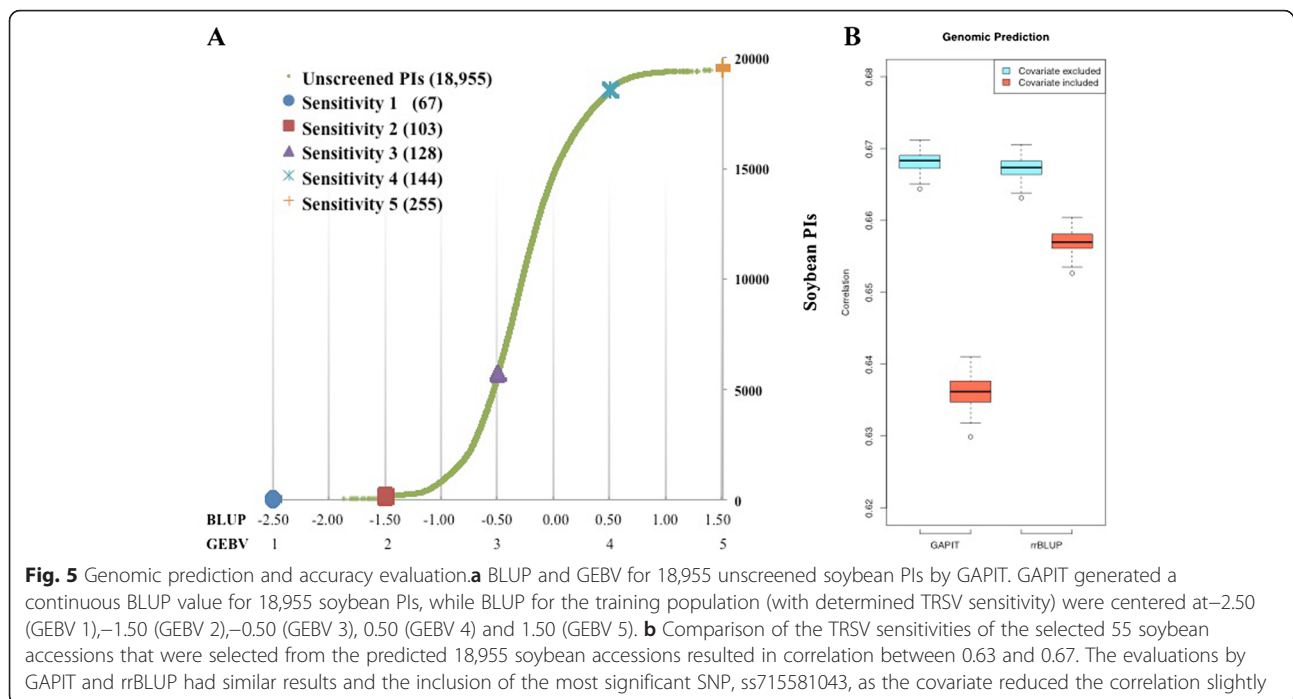 A
Unscreened PIs (18,955)
Sensitivity 1 (67)
Sensitivity 2 (103)
Sensitivity 3 (128)
Sensitivity 4 (144)
Sensitivity 5 (255)
20000
15000
10000
5000
0
Soybean PIs
BLUP -2.50 -2.00 -1.50 -1.00 -0.50 0.00 0.50 1.00 1.50
GEBV 1 2 3 4 5
B
Genomic Prediction
Covariate excluded
Covariate included
0.68
0.67
0.66
0.65
0.64
0.63
0.62
Correlation
GAPIT rrBLUP
Fig. 5 Genomic prediction and accuracy evaluation.a BLUP and GEBV for 18,955 unscreened soybean PIs by GAPIT. GAPIT generated a
continuous BLUP value for 18,955 soybean PIs, while BLUP for the training population (with determined TRSV sensitivity) were centered at−2.50
(GEBV 1),−1.50 (GEBV 2),−0.50 (GEBV 3), 0.50 (GEBV 4) and 1.50 (GEBV 5). b Comparison of the TRSV sensitivities of the selected 55 soybean
accessions that were selected from the predicted 18,955 soybean accessions resulted in correlation between 0.63 and 0.67. The evaluations by
GAPIT and rrBLUP had similar results and the inclusion of the most significant SNP, ss715581043, as the covariate reduced the correlation slightly